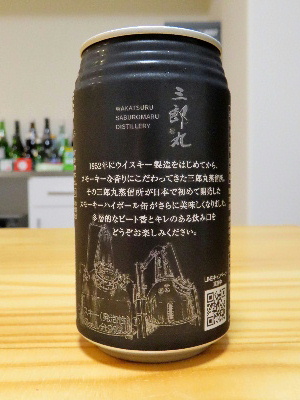 WAKATSURU
SABUROMARU
DISTILLERY
三郎丸
1952年にウイスキー製造をはじめてから、
スモーキーな香りにこだわってきた三郎丸蒸留所。
その三郎丸蒸留所が日本で初めて開発した
スモーキーハイボール缶がさらに美味しくなりました。
多層的なピート香とキレのある飲み口を
どうぞお楽しみください。